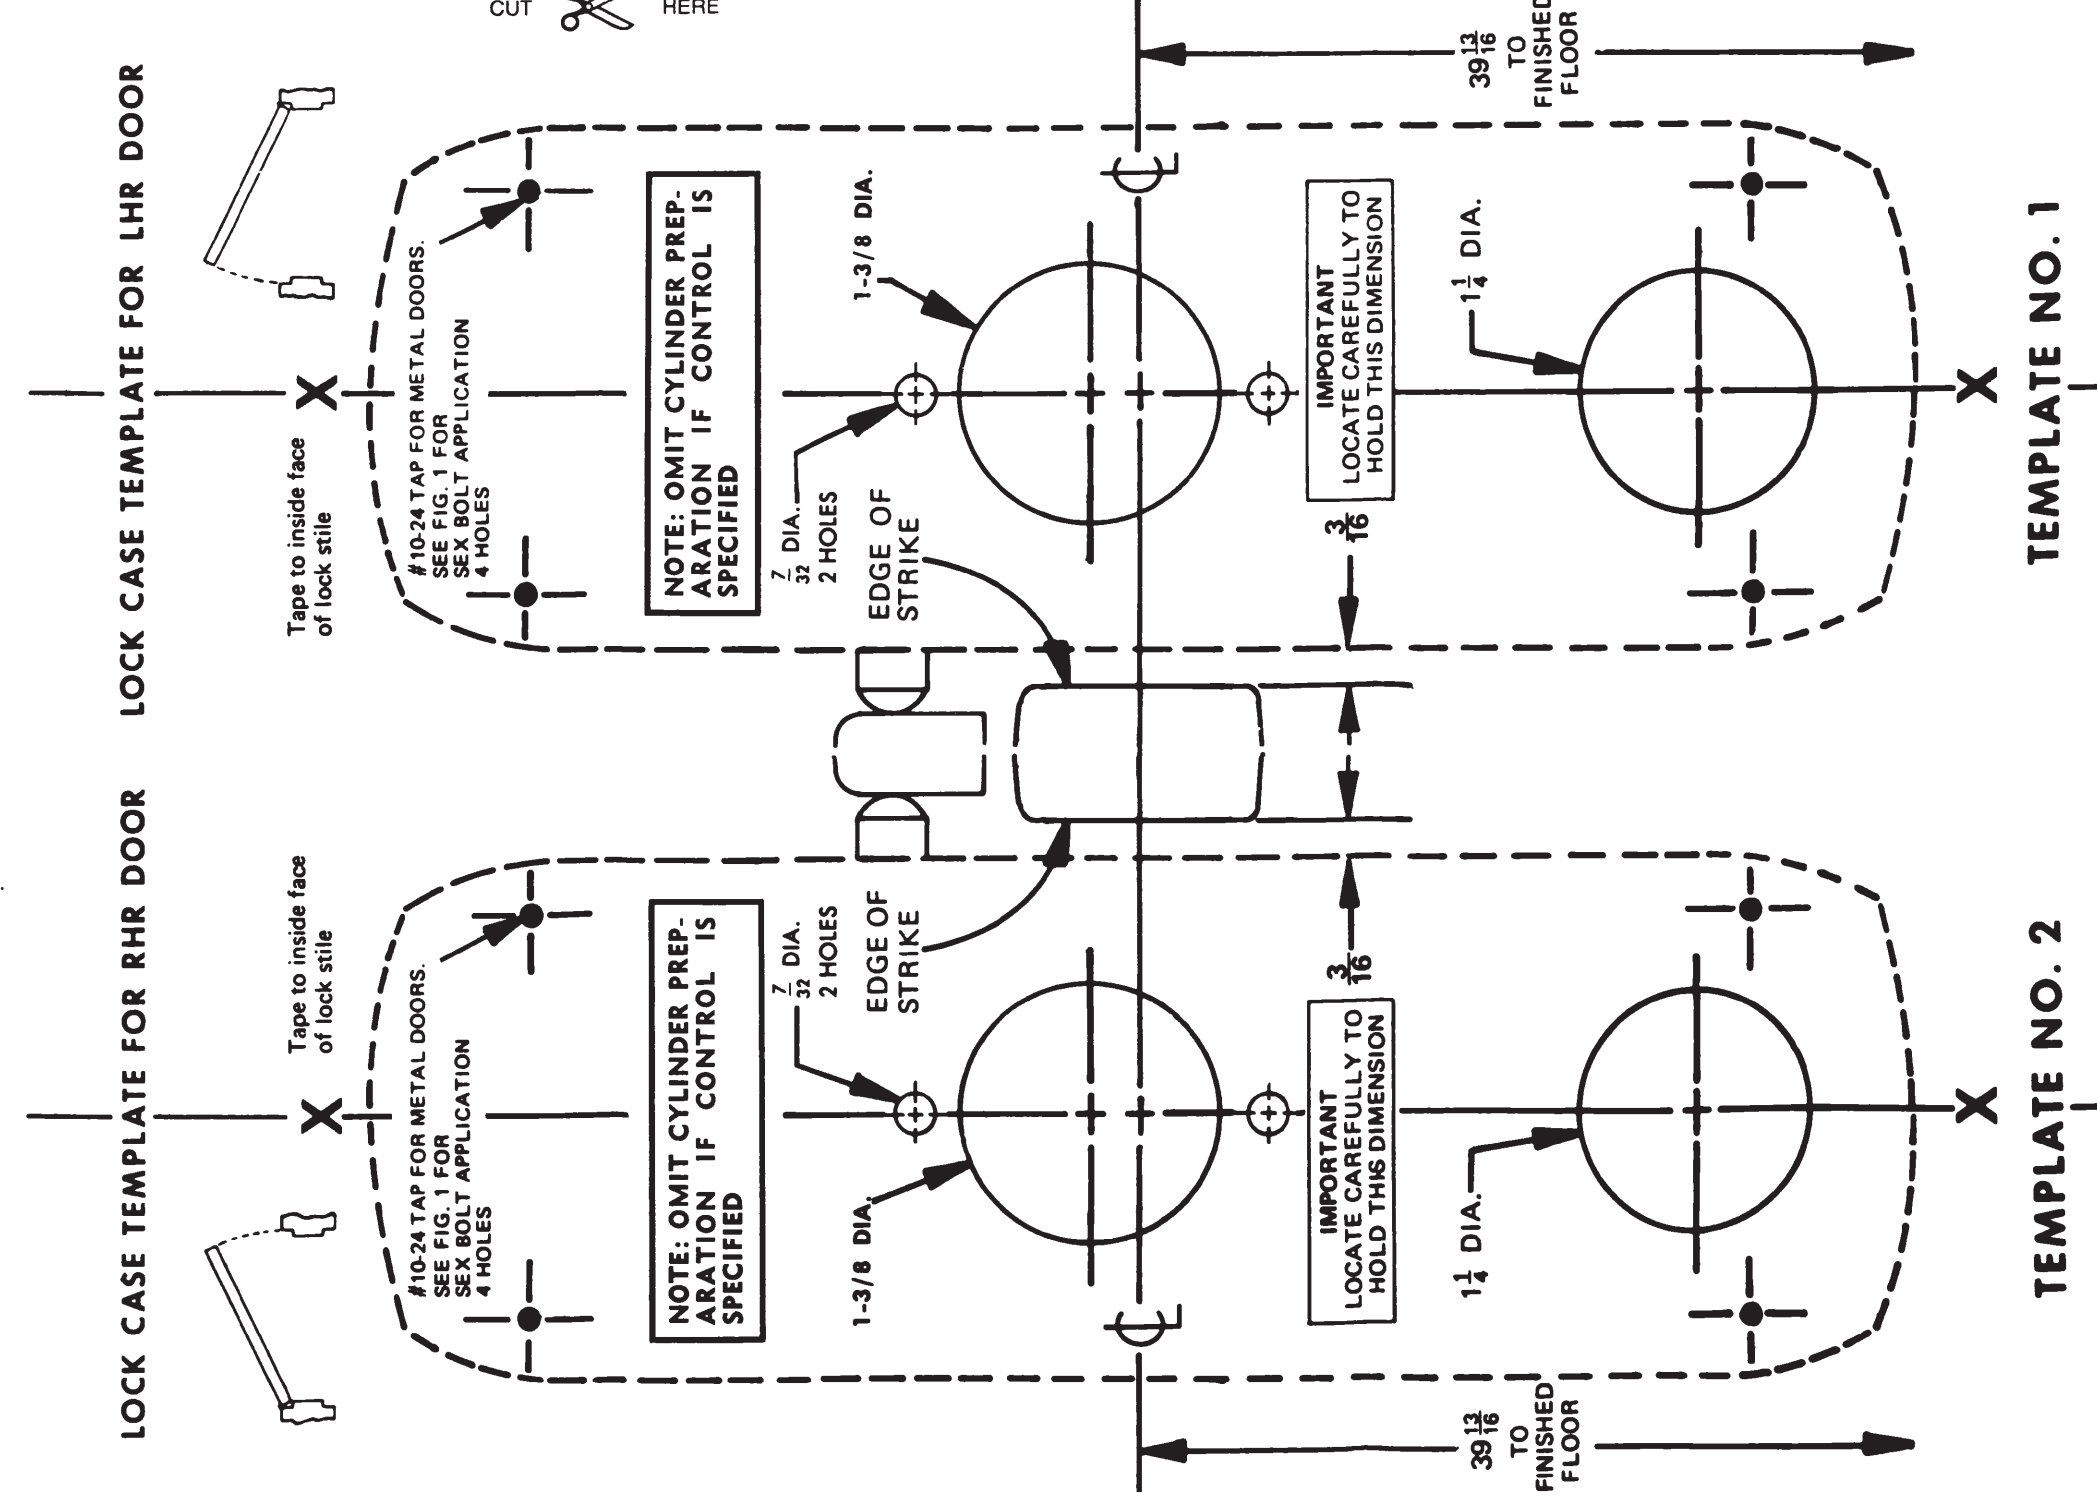 CUT HERE
LOCK CASE TEMPLATE FOR LHR DOOR
X
Tape to inside face
of lock stile
#10-24 TAP FOR METAL DOORS.
SEE FIG. 1 FOR
SEX BOLT APPLICATION
4 HOLES
NOTE: OMIT CYLINDER PREP-
ARATION IF CONTROL IS
SPECIFIED
7/32 DIA.
2 HOLES
1-3/8 DIA.
EDGE OF
STRIKE
CL
IMPORTANT
LOCATE CAREFULLY TO
HOLD THIS DIMENSION
3/16
1 1/4 DIA.
39 13/16
TO
FINISHED
FLOOR
X
TEMPLATE NO. 1
LOCK CASE TEMPLATE FOR RHR DOOR
X
Tape to inside face
of lock stile
#10-24 TAP FOR METAL DOORS.
SEE FIG. 1 FOR
SEX BOLT APPLICATION
4 HOLES
NOTE: OMIT CYLINDER PREP-
ARATION IF CONTROL IS
SPECIFIED
7/32 DIA.
2 HOLES
1-3/8 DIA.
EDGE OF
STRIKE
CL
IMPORTANT
LOCATE CAREFULLY TO
HOLD THIS DIMENSION
3/16
1 1/4 DIA.
39 13/16
TO
FINISHED
FLOOR
X
TEMPLATE NO. 2